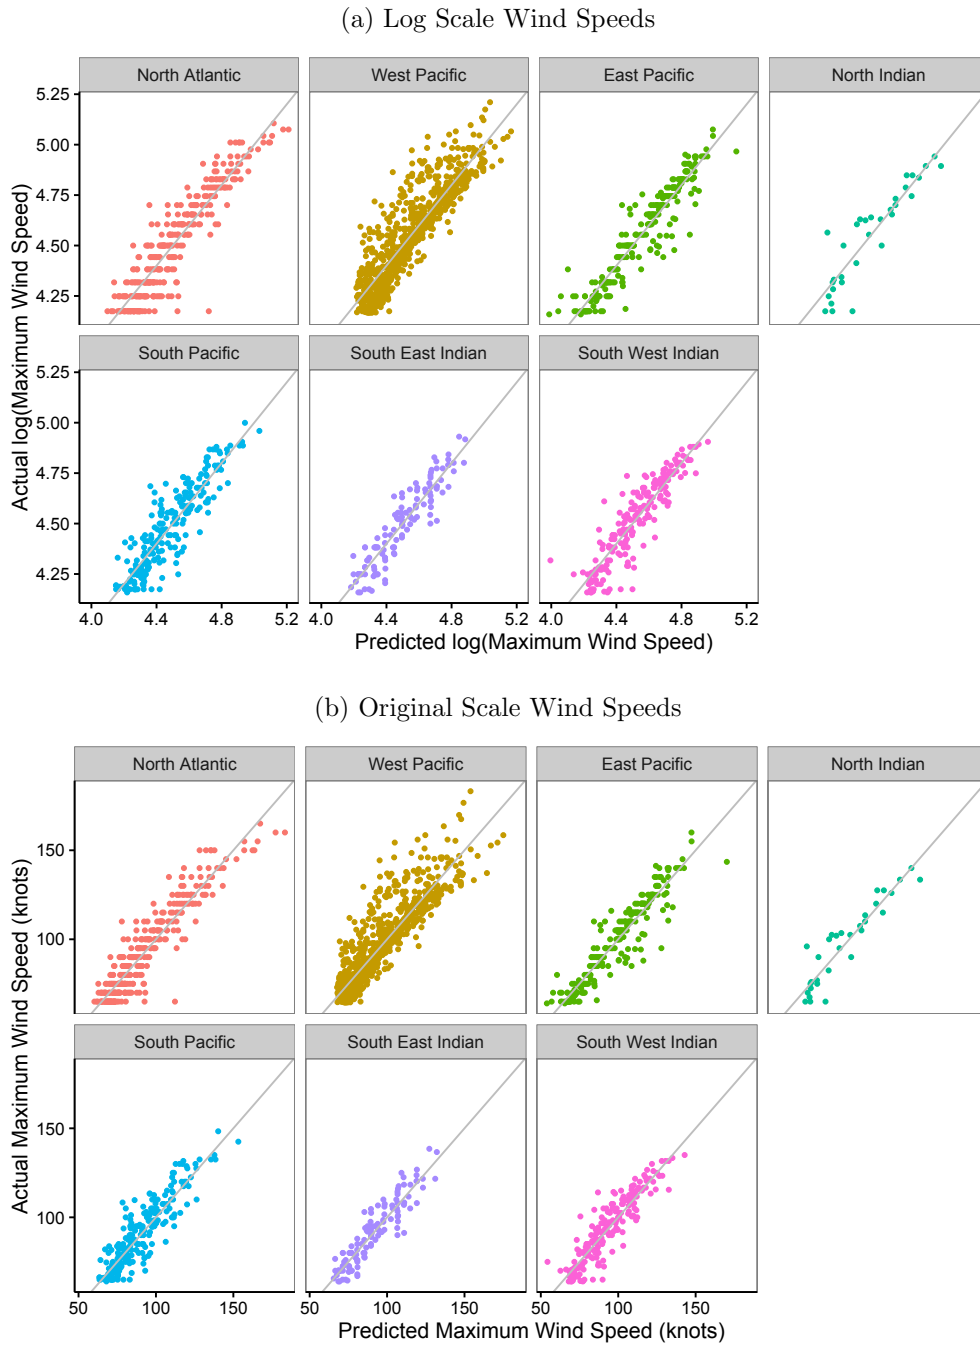 (a) Log Scale Wind Speeds
North Atlantic West Pacific East Pacific North Indian
5.25
5.00
4.75
4.50
4.25
South Pacific South East Indian South West Indian
5.25
5.00
4.75
4.50
4.25
Actual log(Maximum Wind Speed)
4.0 4.4 4.8 5.2 4.0 4.4 4.8 5.2 4.0 4.4 4.8 5.2
Predicted log(Maximum Wind Speed)
(b) Original Scale Wind Speeds
North Atlantic West Pacific East Pacific North Indian
150
100
South Pacific South East Indian South West Indian
150
100
Actual Maximum Wind Speed (knots)
50 100 150 50 100 150 50 100 150
Predicted Maximum Wind Speed (knots)